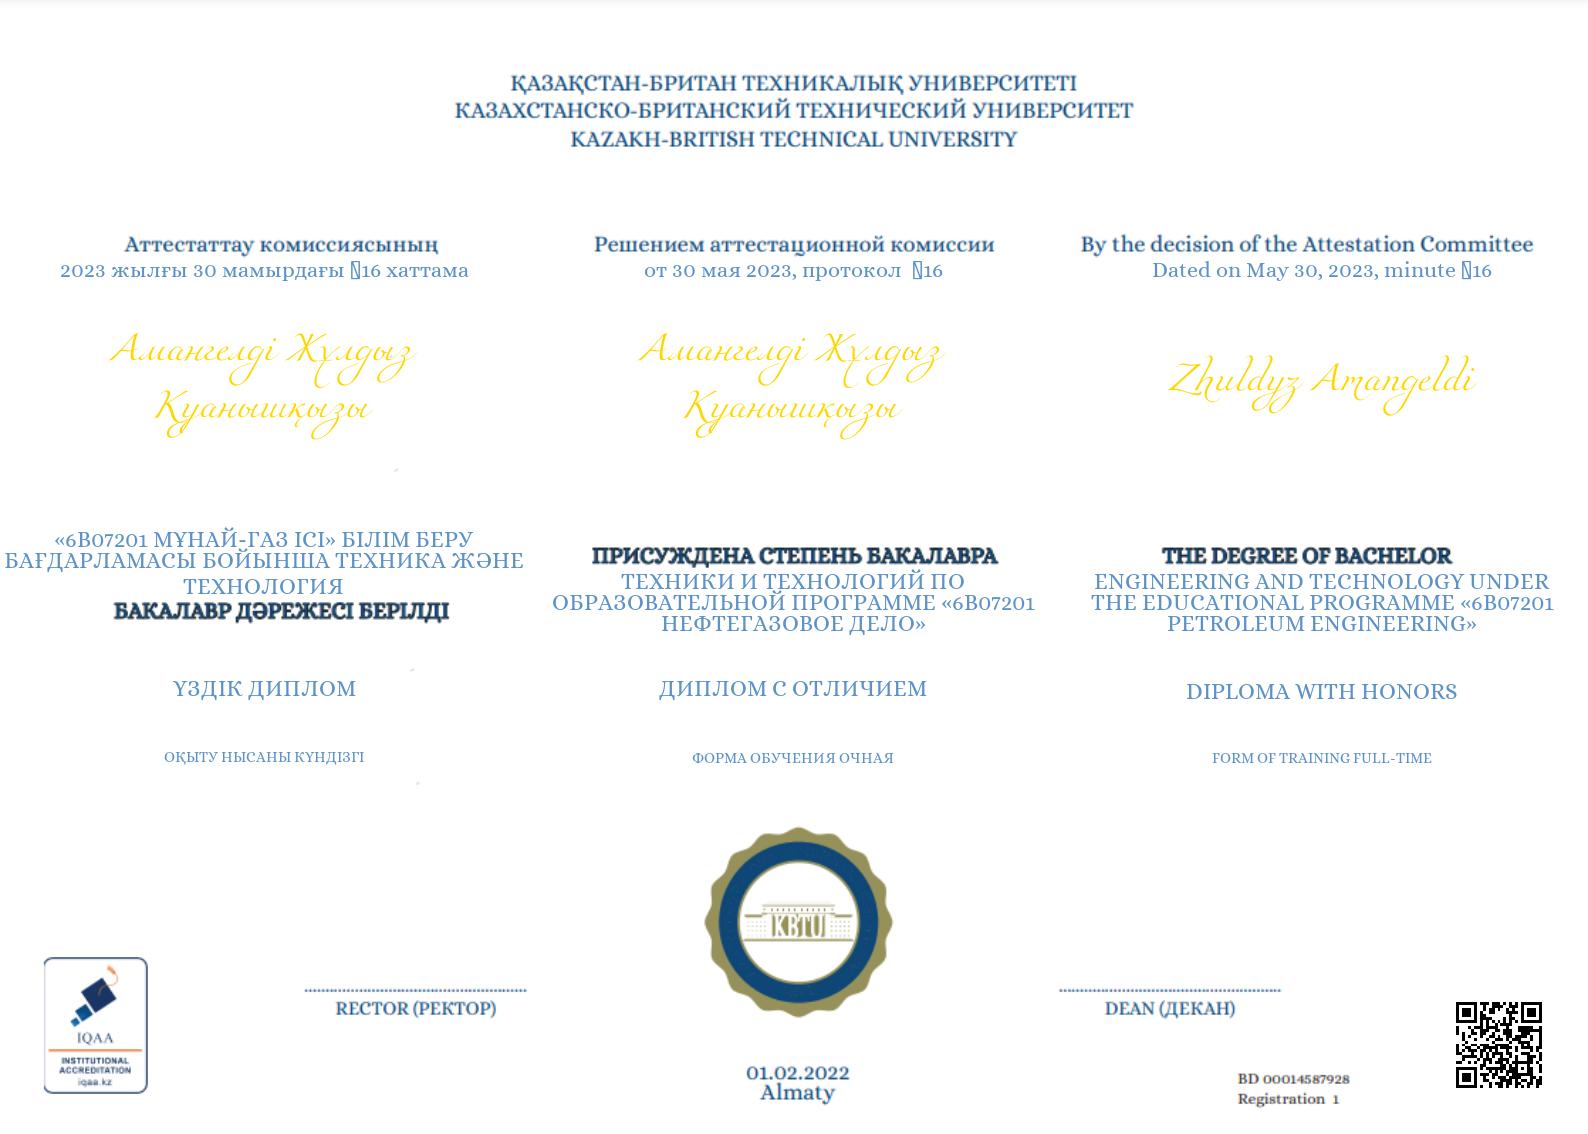 ҚАЗАҚСТАН-БРИТАН ТЕХНИКАЛЫҚ УНИВЕРСИТЕТІ
КАЗАХСТАНСКО-БРИТАНСКИЙ ТЕХНИЧЕСКИЙ УНИВЕРСИТЕТ
KAZAKH-BRITISH TECHNICAL UNIVERSITY
Аттестаттау комиссиясының
2023 жылғы 30 мамырдағы 16 хаттама
Амангелді Жұлдыз
Қуанышқызы
«6B07201 МҰНАЙ-ГАЗ ІСІ» БІЛІМ БЕРУ
БАҒДАРЛАМАСЫ БОЙЫНША ТЕХНИКА ЖӘНЕ
ТЕХНОЛОГИЯ
БАКАЛАВР ДӘРЕЖЕСІ БЕРІЛДІ
ҮЗДІК ДИПЛОМ
ОҚЫТУ НЫСАНЫ КҮНДІЗГІ
Решением аттестационной комиссии
от 30 мая 2023, протокол 16
Амангелді Жұлдыз
Қуанышқызы
ПРИСУЖДЕНА СТЕПЕНЬ БАКАЛАВРА
ТЕХНИКИ И ТЕХНОЛОГИЙ ПО
ОБРАЗОВАТЕЛЬНОЙ ПРОГРАММЕ «6B07201
НЕФТЕГАЗОВОЕ ДЕЛО»
ДИПЛОМ С ОТЛИЧИЕМ
ФОРМА ОБУЧЕНИЯ ОЧНАЯ
By the decision of the Attestation Committee
Dated on May 30, 2023, minute 16
Zhuldyz Amangeldi
THE DEGREE OF BACHELOR
ENGINEERING AND TECHNOLOGY UNDER
THE EDUCATIONAL PROGRAMME «6B07201
PETROLEUM ENGINEERING»
DIPLOMA WITH HONORS
FORM OF TRAINING FULL-TIME
KBTU
IQAA
INSTITUTIONAL
ACCREDITATION
iqaa.kz
RECTOR (РЕКТОР)
DEAN (ДЕКАН)
01.02.2022
Almaty
BD 00014587928
Registration 1